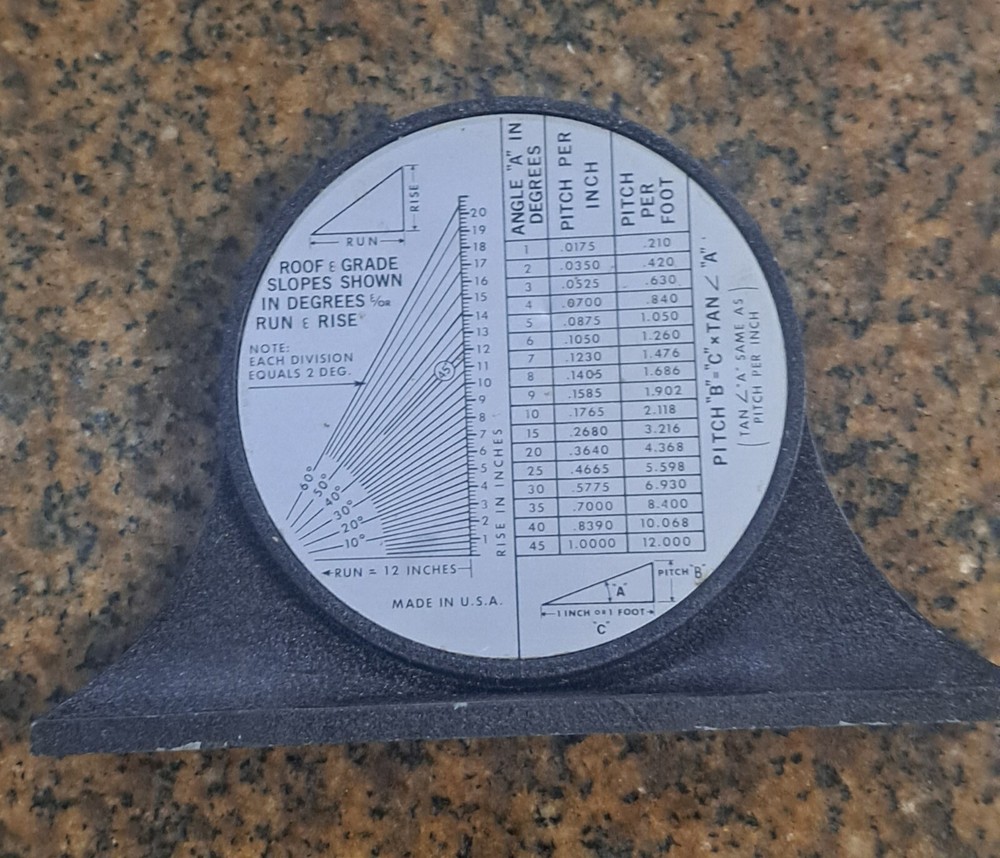 RISE
RUN
ROOF & GRADE
SLOPES SHOWN
IN DEGREES &/OR
RUN & RISE
NOTE:
EACH DIVISION
EQUALS 2 DEG.
20
19
18
17
16
15
14
13
12
11
10
9
8
7
6
5
4
3
2
1
45°
60°
50°
40°
30°
20°
10°
RISE IN INCHES
RUN = 12 INCHES
MADE IN U.S.A.
ANGLE "A" IN DEGREES PITCH PER INCH PITCH PER FOOT
1 .0175 .210
2 .0350 .420
3 .0525 .630
4 .0700 .840
5 .0875 1.050
6 .1050 1.260
7 .1230 1.476
8 .1405 1.686
9 .1585 1.902
10 .1765 2.118
15 .2680 3.216
20 .3640 4.368
25 .4665 5.598
30 .5775 6.930
35 .7000 8.400
40 .8390 10.068
45 1.0000 12.000
PITCH "B" = "C" × TAN ∠ "A"
(TAN ∠ "A" SAME AS
PITCH PER INCH)
PITCH "B"
"A"
1 INCH OR 1 FOOT
"C"